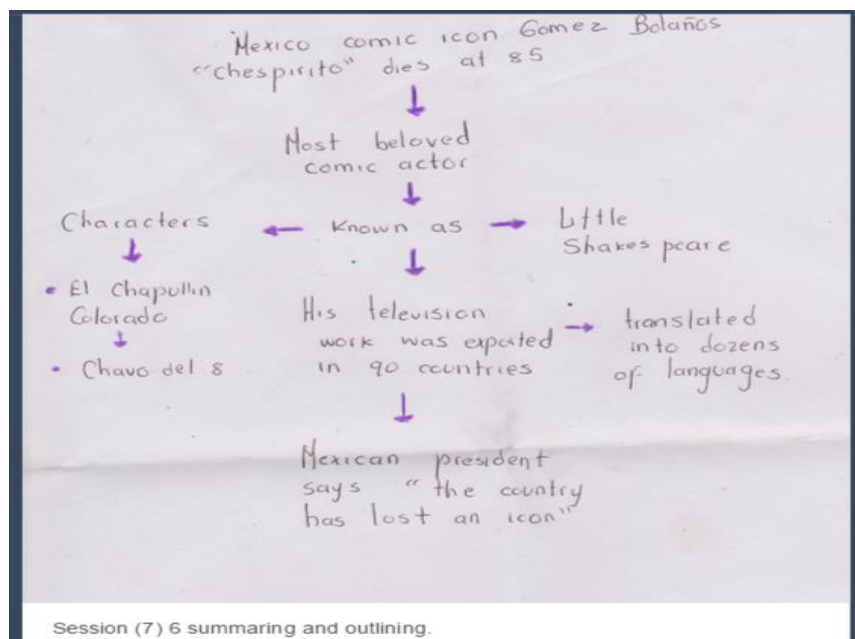 Mexico comic icon Gomez Bolaños
"Chespirito" dies at 85
Most beloved
comic actor
Characters
Known as
Little
Shakes peare
• El Chapullin
Colorado
• Chavo del 8
His television
work was expoted
in 90 countries
translated
into dozens
of languages.
Mexican president
says "the country
has lost an icon"
Session (7) 6 summaring and outlining.